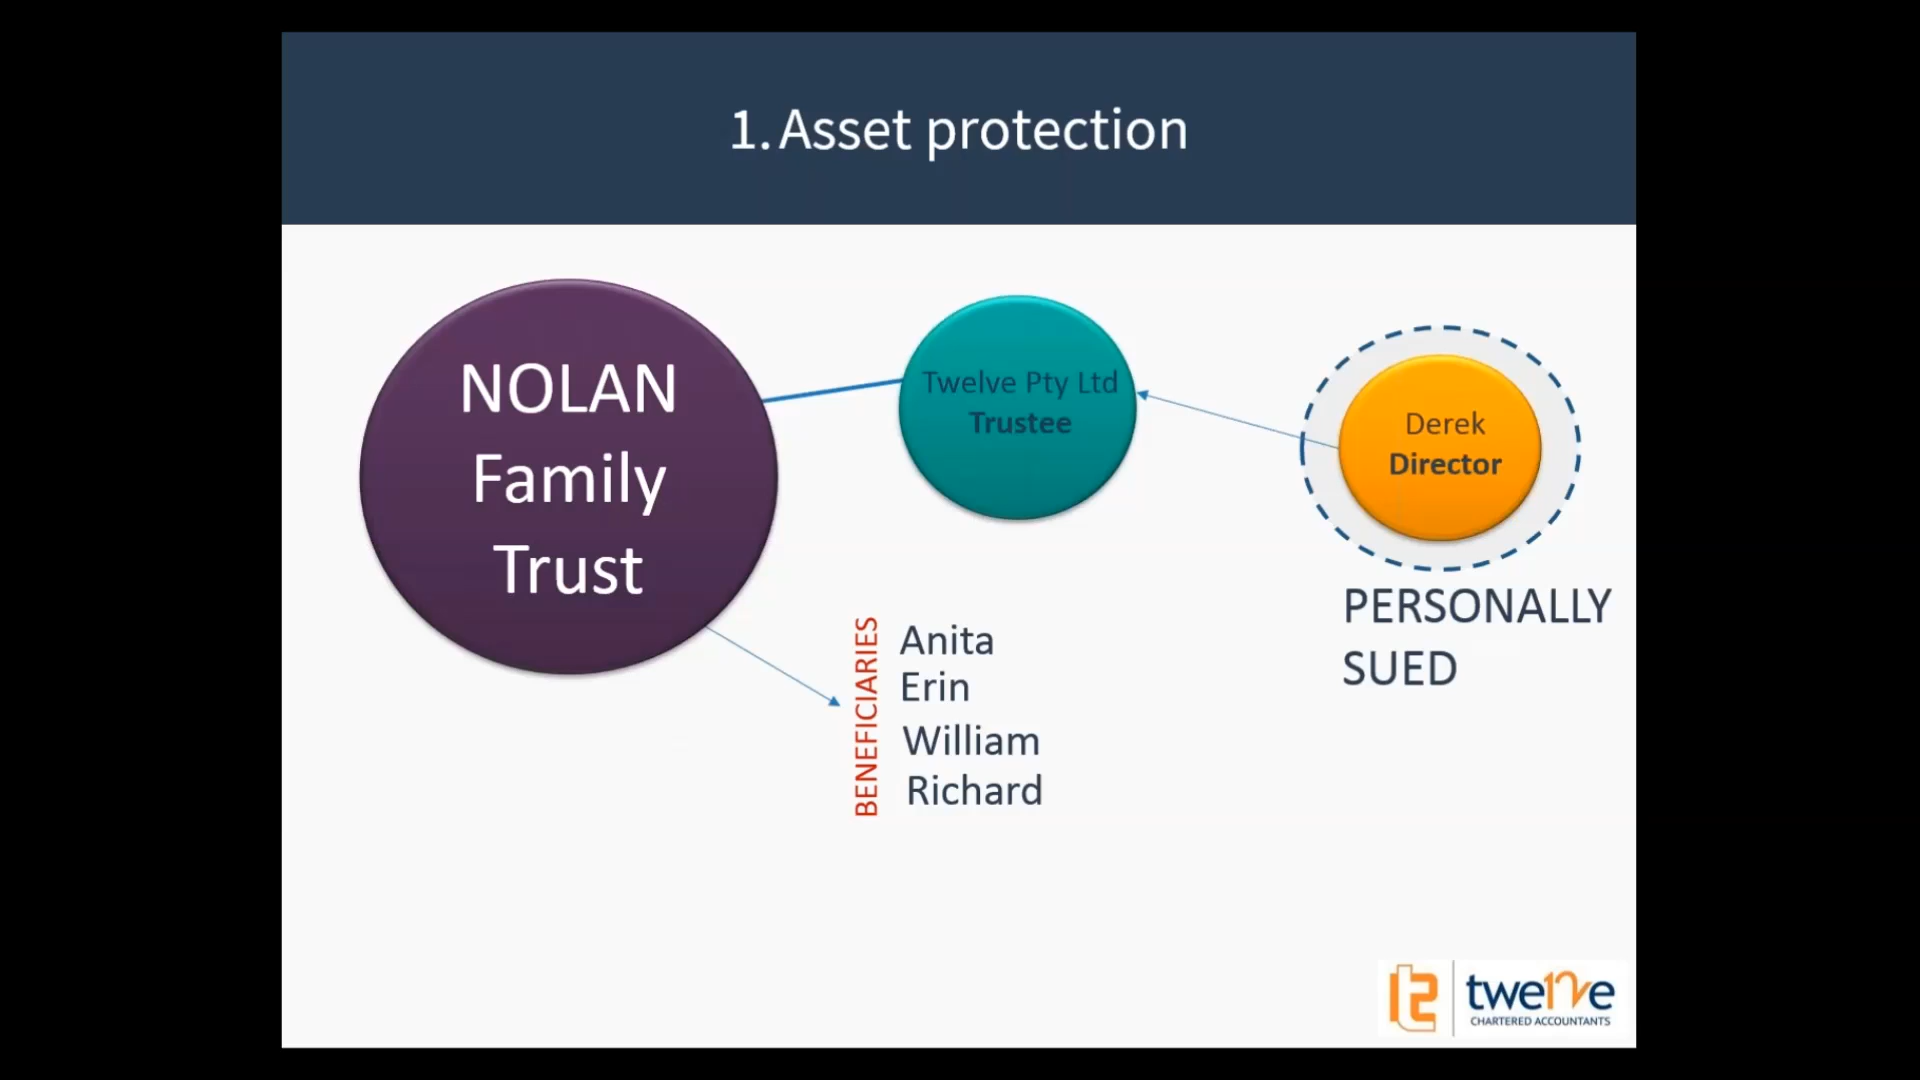 1. Asset protection
NOLAN
Family
Trust
Twelve Pty Ltd
Trustee
Derek
Director
PERSONALLY
SUED
BENEFICIARIES
Anita
Erin
William
Richard
twe12ve
CHARTERED ACCOUNTANTS